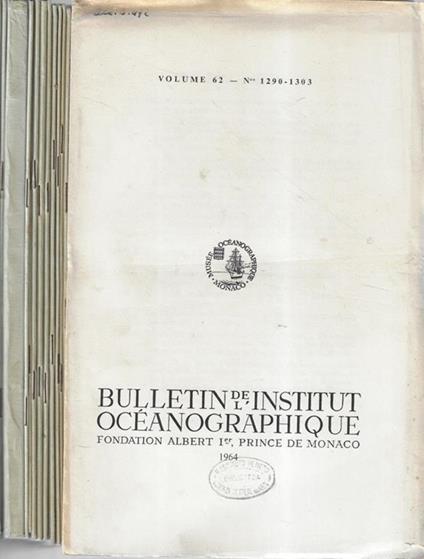 VOLUME 62 — Nos 1290-1303
MUSÉE OCÉANOGRAPHIQUE
MONACO
BULLETIN DE L'INSTITUT
OCÉANOGRAPHIQUE
FONDATION ALBERT Ier, PRINCE DE MONACO
1964